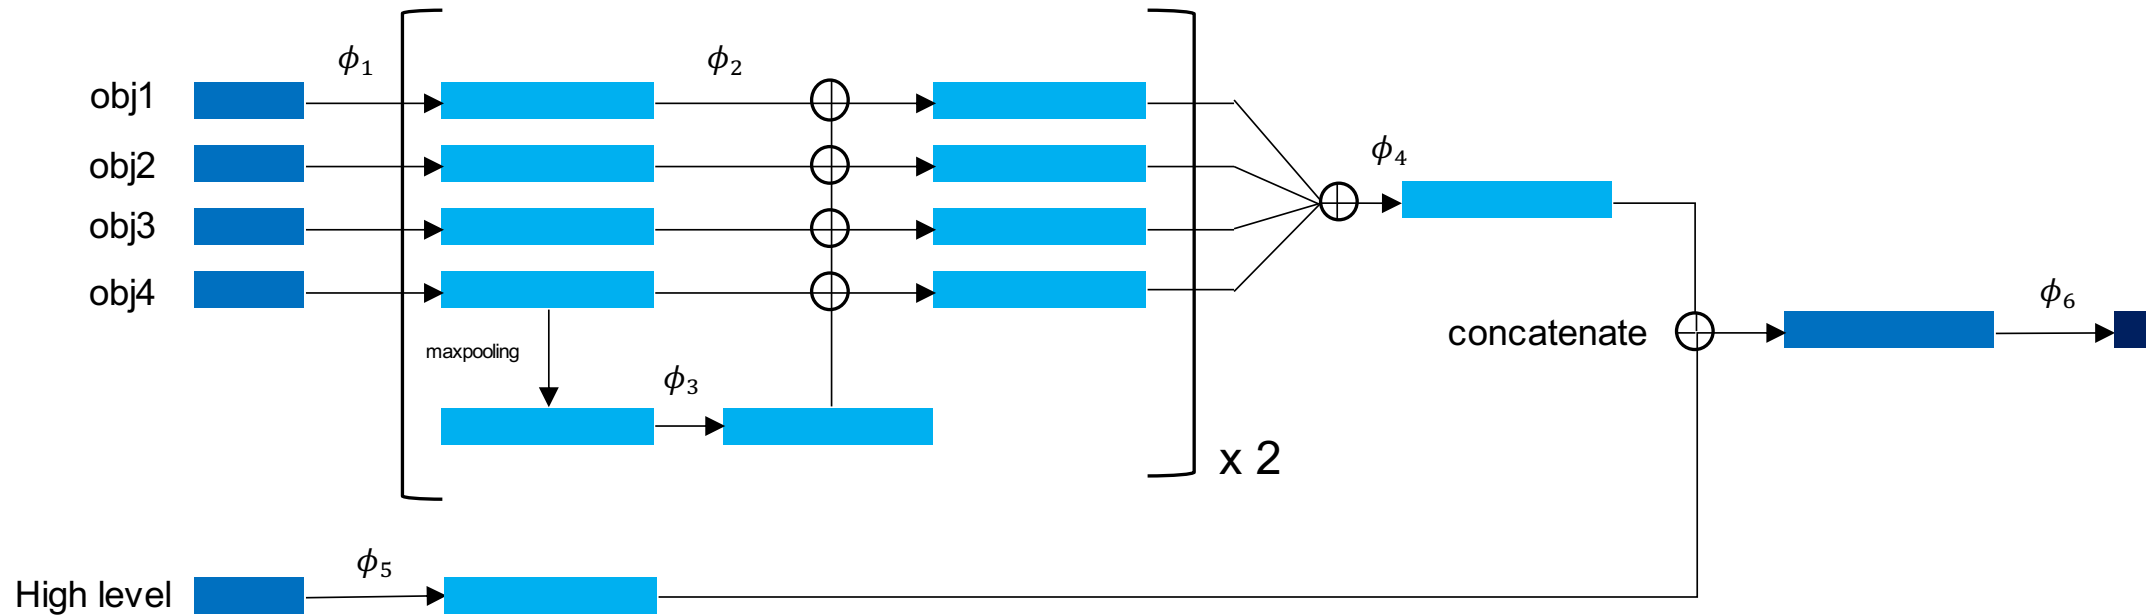 ϕ₁
ϕ₂
obj1
obj2
obj3
obj4
ϕ₄
maxpooling
ϕ₃
concatenate
ϕ₆
x 2
ϕ₅
High level